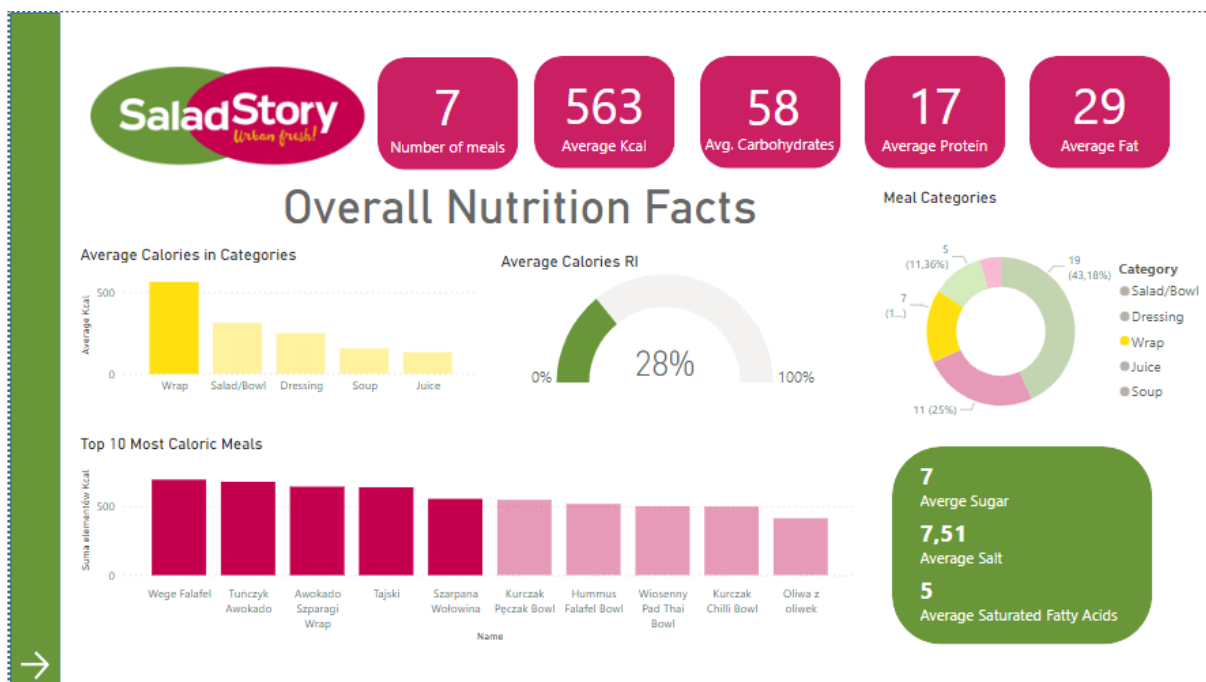 SaladStory
Urban fresh!
7
Number of meals
563
Average Kcal
58
Avg. Carbohydrates
17
Average Protein
29
Average Fat
Overall Nutrition Facts
Meal Categories
Average Calories in Categories
Average Kcal
500
0
Wrap
Salad/Bowl
Dressing
Soup
Juice
Average Calories RI
0%
28%
100%
5
(11,36%)
19
(43,18%)
7
(1...)
11 (25%)
Category
Salad/Bowl
Dressing
Wrap
Juice
Soup
Top 10 Most Caloric Meals
Suma elementów Kcal
500
0
Wege Falafel
Tuńczyk
Awokado
Awokado
Szparagi
Wrap
Tajski
Szarpana
Wołowina
Kurczak
Pęczak Bowl
Hummus
Falafel Bowl
Wiosenny
Pad Thai
Bowl
Kurczak
Chilli Bowl
Oliwa z
oliwek
Name
7
Averge Sugar
7,51
Average Salt
5
Average Saturated Fatty Acids